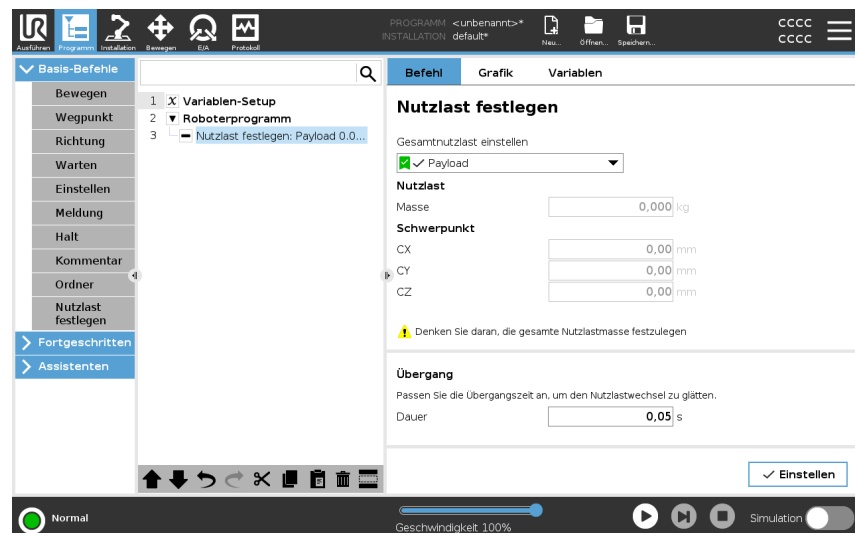 PROGRAMM <unbenannt>*
INSTALLATION default*
Neu...
Öffnen...
Speichern...
CCCC
CCCC
Ausführen
Programm
Installation
Bewegen
E/A
Protokoll
Basis-Befehle
Bewegen
Wegpunkt
Richtung
Warten
Einstellen
Meldung
Halt
Kommentar
Ordner
Nutzlast
festlegen
Fortgeschritten
Assistenten
1 X Variablen-Setup
2 Roboterprogramm
3 Nutzlast festlegen: Payload 0.0...
Befehl Grafik Variablen
Nutzlast festlegen
Gesamtnutzlast einstellen
Payload
Nutzlast
Masse 0,000 kg
Schwerpunkt
CX 0,00 mm
CY 0,00 mm
CZ 0,00 mm
Denken Sie daran, die gesamte Nutzlastmasse festzulegen
Übergang
Passen Sie die Übergangszeit an, um den Nutzlastwechsel zu glätten.
Dauer 0,05 s
Einstellen
Normal
Geschwindigkeit 100%
Simulation